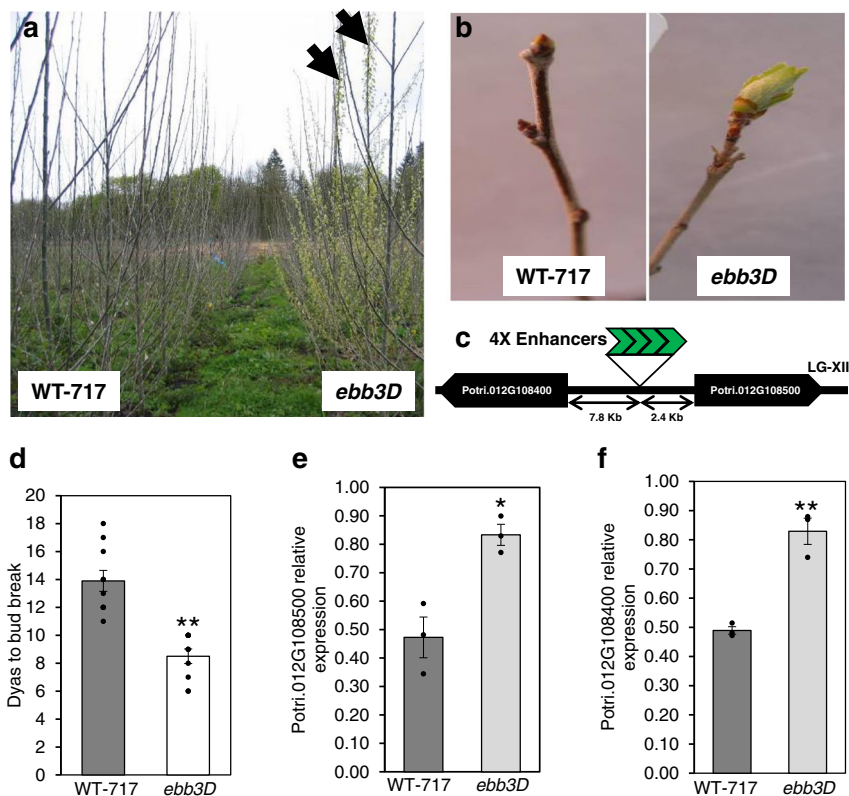 a
WT-717
ebb3D
b
WT-717
ebb3D
c
4X Enhancers
LG-XII
Potri.012G108400
Potri.012G108500
7.8 Kb
2.4 Kb
d
Dyas to bud break
20
18
16
14
12
10
8
6
4
2
0
**
WT-717
ebb3D
e
Potri.012G108500 relative
expression
1.00
0.90
0.80
0.70
0.60
0.50
0.40
0.30
0.20
0.10
0.00
*
WT-717
ebb3D
f
Potri.012G108400 relative
expression
1.00
0.90
0.80
0.70
0.60
0.50
0.40
0.30
0.20
0.10
0.00
**
WT-717
ebb3D